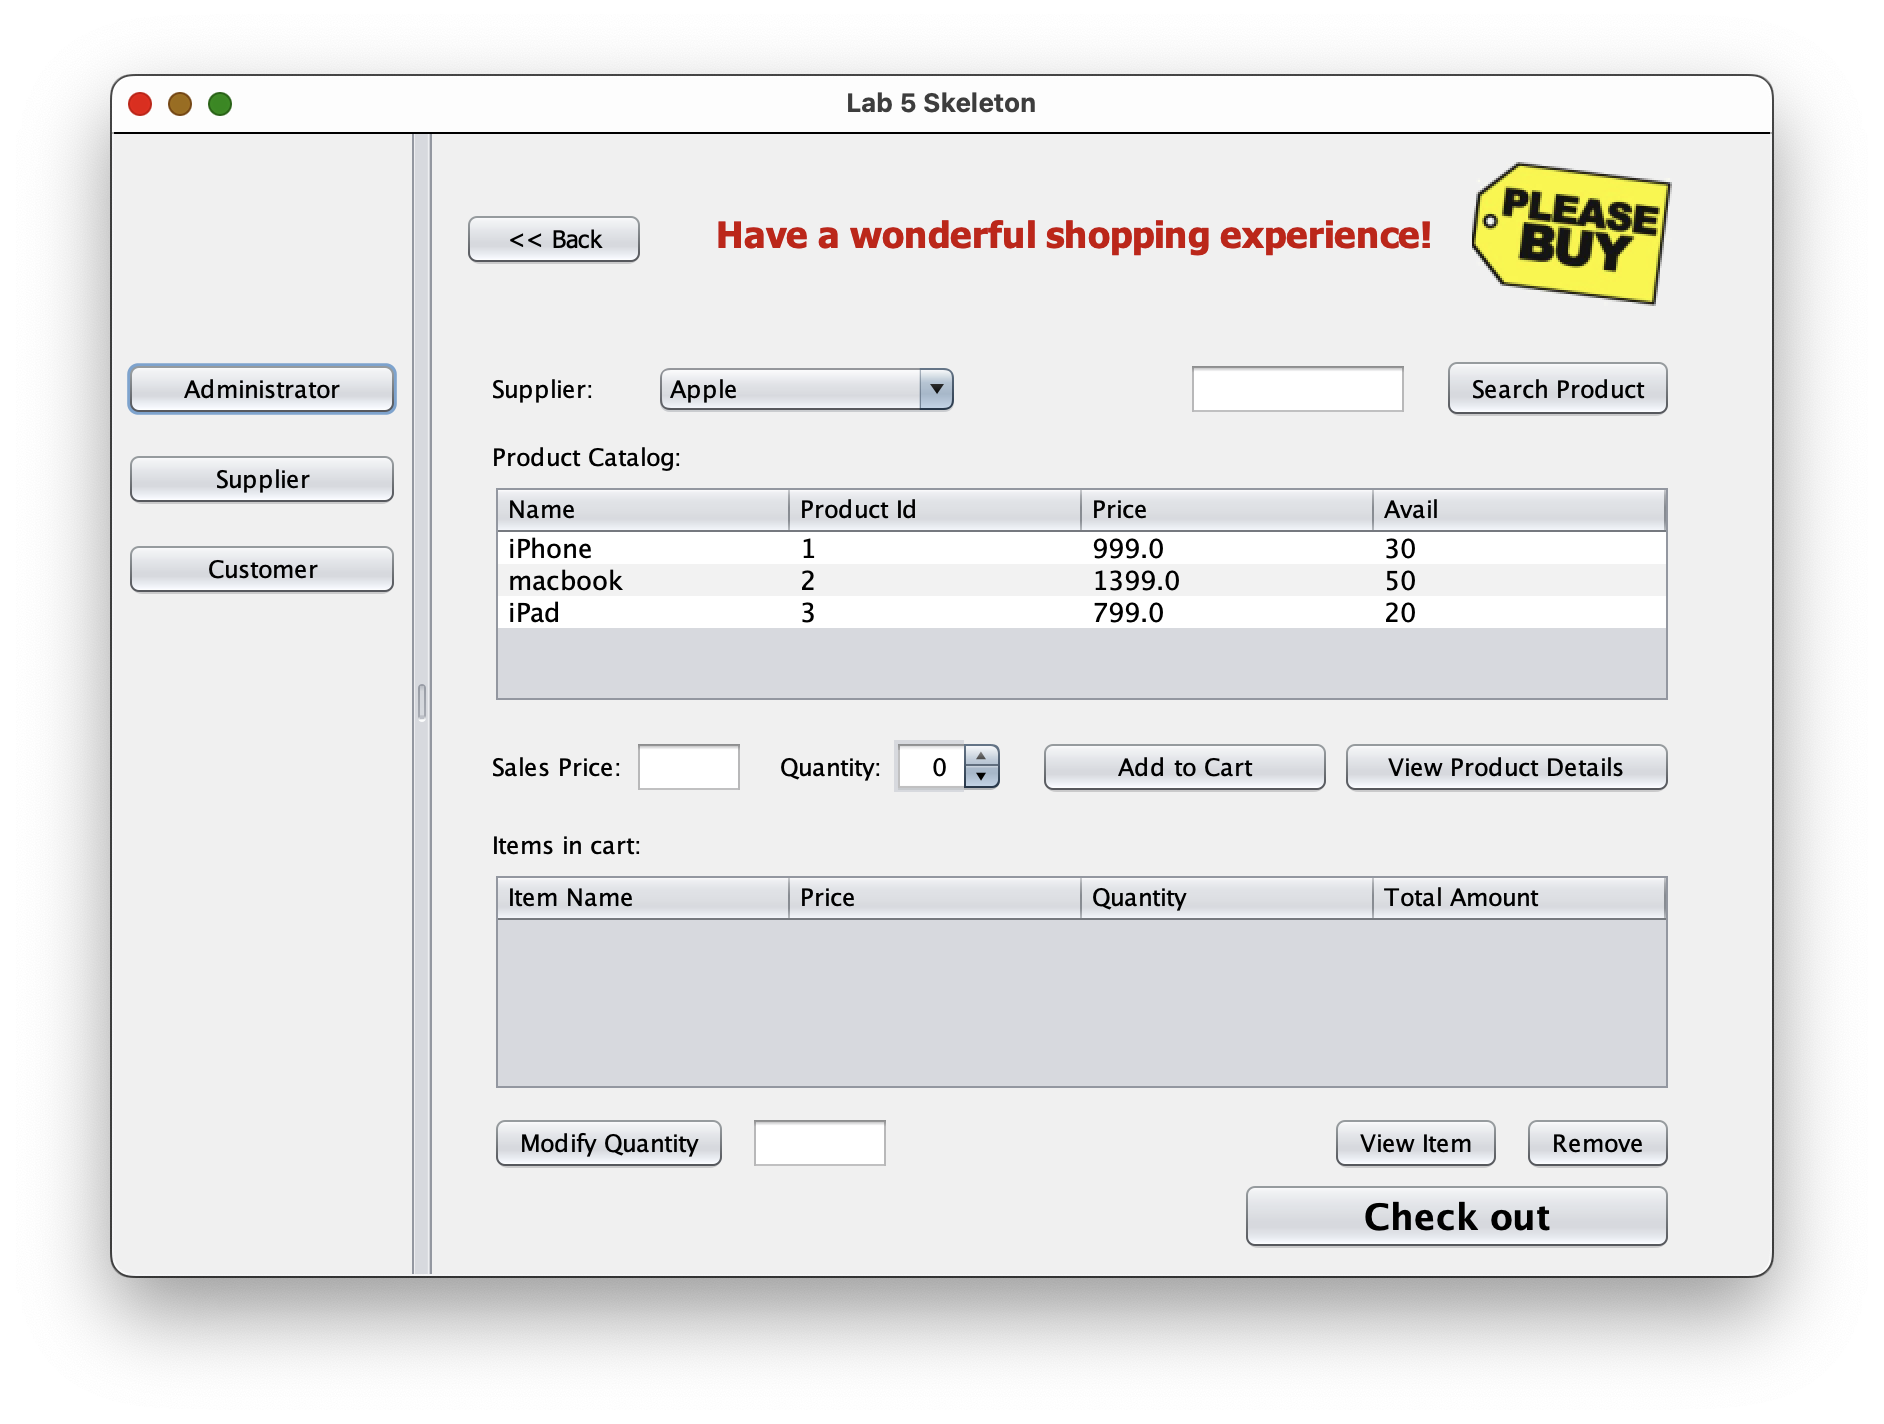 Lab 5 Skeleton
<< Back
Have a wonderful shopping experience!
PLEASE
BUY
Administrator
Supplier
Customer
Supplier: Apple Search Product
Product Catalog:
Name Product Id Price Avail
iPhone 1 999.0 30
macbook 2 1399.0 50
iPad 3 799.0 20
Sales Price: Quantity: 0 Add to Cart View Product Details
Items in cart:
Item Name Price Quantity Total Amount
Modify Quantity View Item Remove
Check out